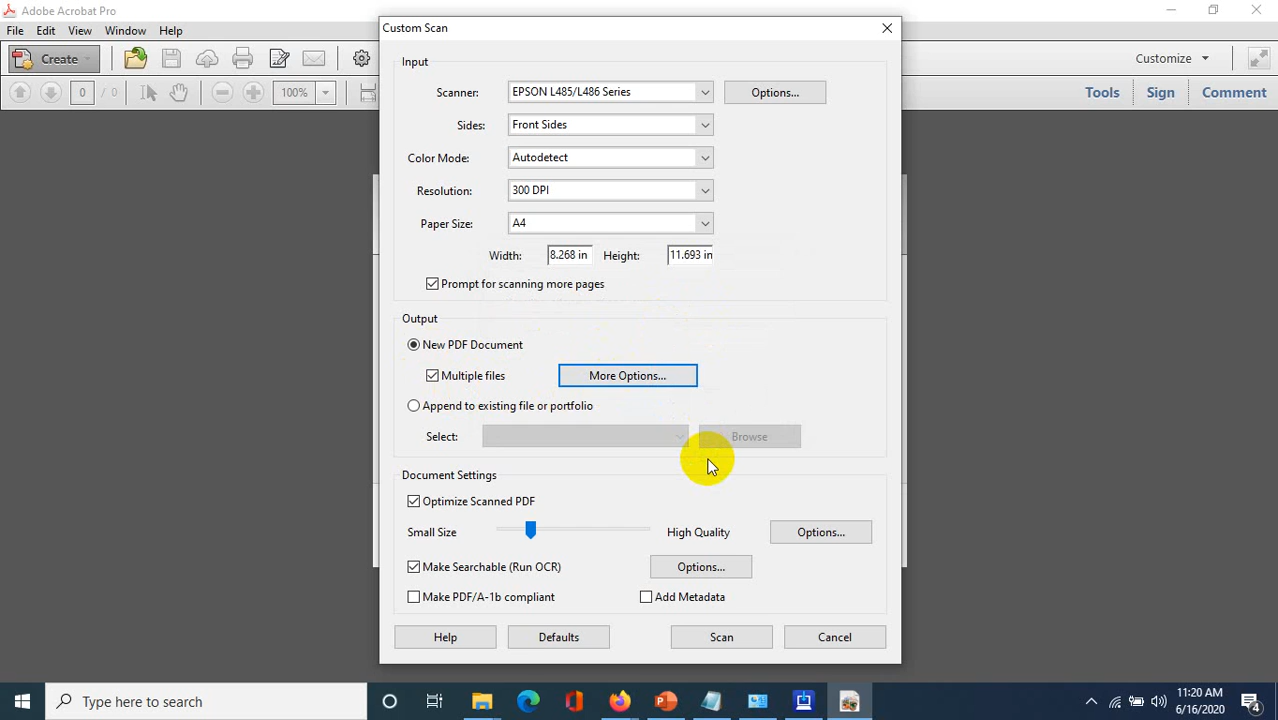 Adobe Acrobat Pro
File Edit View Window Help
Create
Customize
0 / 0
100%
Tools Sign Comment
Custom Scan
Input
Scanner: EPSON L485/L486 Series Options...
Sides: Front Sides
Color Mode: Autodetect
Resolution: 300 DPI
Paper Size: A4
Width: 8.268 in Height: 11.693 in
Prompt for scanning more pages
Output
New PDF Document
Multiple files More Options...
Append to existing file or portfolio
Select: Browse
Document Settings
Optimize Scanned PDF
Small Size High Quality Options...
Make Searchable (Run OCR) Options...
Make PDF/A-1b compliant Add Metadata
Help Defaults Scan Cancel
Type here to search
11:20 AM
6/16/2020
4